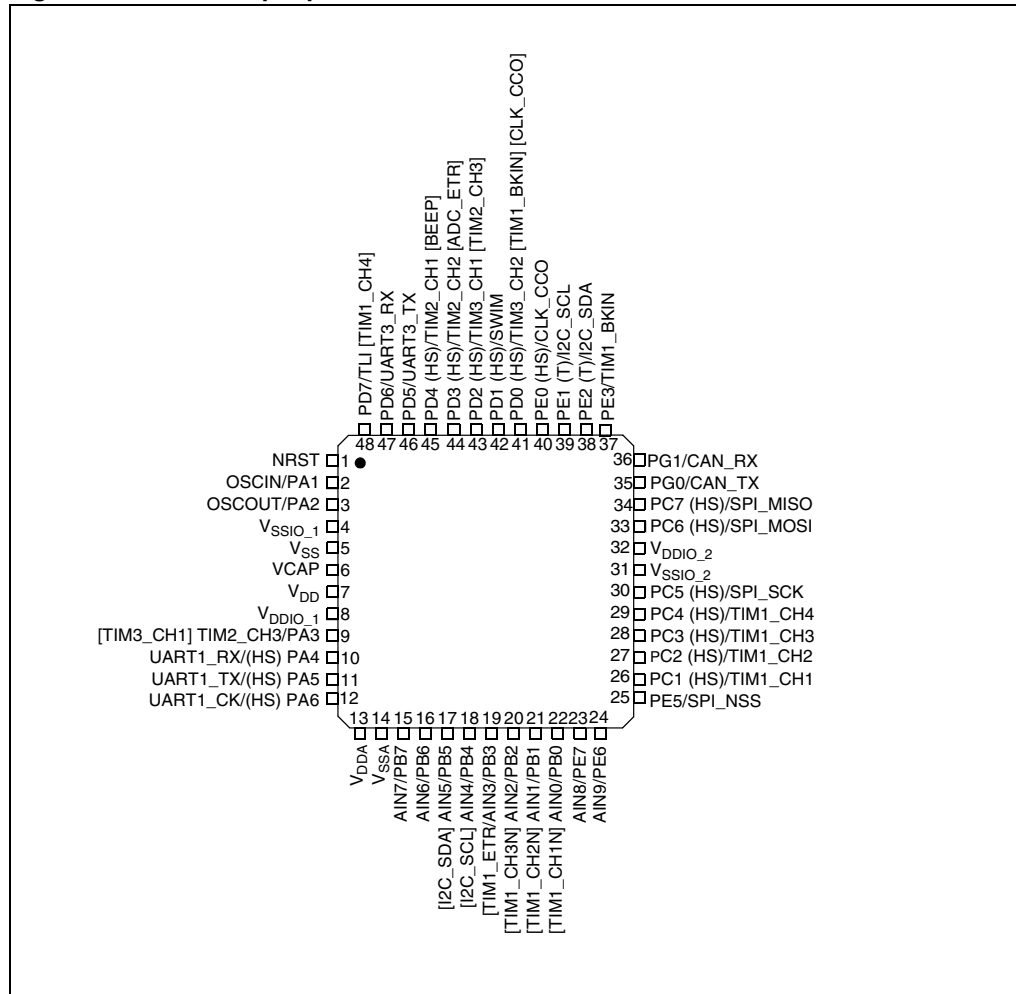 PD7/TLI [TIM1_CH4]
PD6/UART3_RX
PD5/UART3_TX
PD4 (HS)/TIM2_CH1 [BEEP]
PD3 (HS)/TIM2_CH2 [ADC_ETR]
PD2 (HS)/TIM3_CH1 [TIM2_CH3]
PD1 (HS)/SWIM
PD0 (HS)/TIM3_CH2 [TIM1_BKIN] [CLK_CCO]
PE0 (HS)/CLK_CCO
PE1 (T)/I2C_SCL
PE2 (T)/I2C_SDA
PE3/TIM1_BKIN
48 47 46 45 44 43 42 41 40 39 38 37
NRST 1
OSCIN/PA1 2
OSCOUT/PA2 3
VSSIO_1 4
VSS 5
VCAP 6
VDD 7
VDDIO_1 8
[TIM3_CH1] TIM2_CH3/PA3 9
UART1_RX/(HS) PA4 10
UART1_TX/(HS) PA5 11
UART1_CK/(HS) PA6 12
36 PG1/CAN_RX
35 PG0/CAN_TX
34 PC7 (HS)/SPI_MISO
33 PC6 (HS)/SPI_MOSI
32 VDDIO_2
31 VSSIO_2
30 PC5 (HS)/SPI_SCK
29 PC4 (HS)/TIM1_CH4
28 PC3 (HS)/TIM1_CH3
27 PC2 (HS)/TIM1_CH2
26 PC1 (HS)/TIM1_CH1
25 PE5/SPI_NSS
13 14 15 16 17 18 19 20 21 22 23 24
VDDA
VSSA
AIN7/PB7
AIN6/PB6
[I2C_SDA] AIN5/PB5
[I2C_SCL] AIN4/PB4
[TIM1_ETR/AIN3/PB3
[TIM1_CH3N] AIN2/PB2
[TIM1_CH2N] AIN1/PB1
[TIM1_CH1N] AIN0/PB0
AIN8/PE7
AIN9/PE6